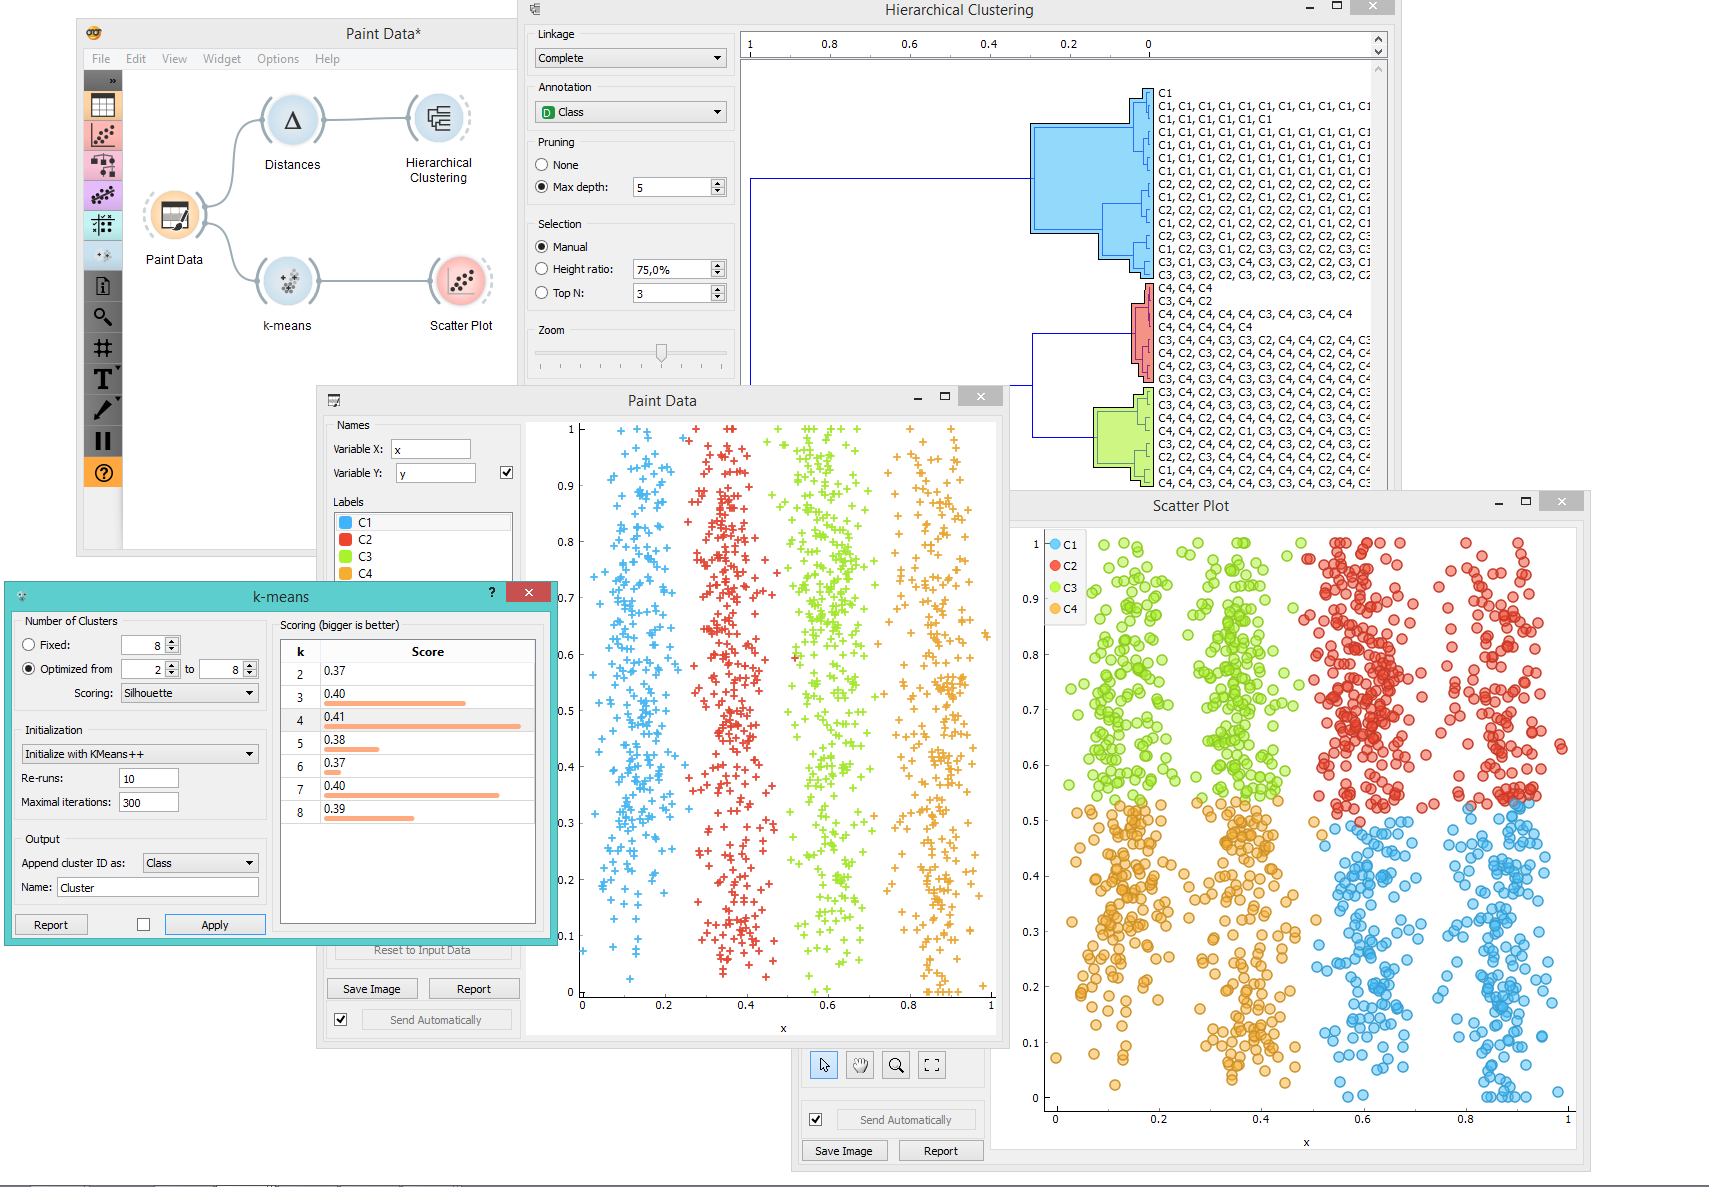 Paint Data*
File Edit View Widget Options Help
»
Distances
Hierarchical
Clustering
Paint Data
k-means
Scatter Plot
Hierarchical Clustering
Linkage
Complete
Annotation
D Class
Pruning
None
Max depth: 5
Selection
Manual
Height ratio: 75,0%
Top N: 3
Zoom
1 0.8 0.6 0.4 0.2 0
C1
C1, C1, C1, C1, C1, C1, C1, C1, C1, C1, C1
C1, C1, C1, C1, C1, C1
C1, C1, C1, C1, C1, C1, C1, C1, C1, C1, C1
C1, C1, C1, C1, C1, C1, C1, C1, C1, C1, C1
C1, C1, C1, C2, C1, C1, C1, C1, C1, C1, C1
C1, C1, C1, C1, C1, C1, C1, C1, C1, C1, C1
C2, C2, C1, C2, C2, C1, C2, C2, C1, C2, C2
C1, C2, C1, C2, C2, C1, C2, C1, C2, C1, C2
C2, C2, C2, C2, C1, C2, C2, C2, C1, C2, C1
C1, C2, C2, C2, C2, C2, C2, C1, C2, C2, C1
C2, C3, C2, C1, C2, C3, C2, C2, C2, C2, C3
C1, C2, C3, C1, C2, C3, C3, C2, C2, C3, C3
C3, C1, C3, C3, C4, C3, C2, C3, C3, C1, C3
C3, C3, C2, C2, C2, C2, C3, C2, C3, C2, C2
C4, C4, C4
C3, C4, C2
C4, C4, C4, C4, C4, C3, C4, C3, C4, C4
C4, C4, C4, C4, C4
C3, C4, C4, C3, C3, C2, C4, C4, C2, C4, C3
C4, C2, C3, C2, C4, C4, C4, C4, C4, C4, C4
C4, C4, C2, C4, C4, C3, C4, C4, C4, C4, C2
C3, C4, C3, C4, C3, C3, C4, C4, C4, C4, C4
C3, C4, C2, C3, C3, C3, C4, C4, C2, C4, C3
C3, C4, C4, C3, C3, C3, C2, C4, C3, C4, C2
C4, C4, C4, C2, C4, C4, C2, C4, C3, C4, C4
C4, C4, C2, C2, C1, C3, C4, C4, C3, C4, C3
C3, C2, C4, C4, C2, C4, C3, C2, C4, C3, C2
C2, C2, C3, C3, C4, C4, C4, C4, C3, C4, C4
C1, C4, C4, C4, C2, C4, C4, C4, C2, C4, C4
C4, C4, C3, C4, C4, C3, C4, C3, C4, C4, C3
Paint Data
Names
Variable X: x
Variable Y: y
Labels
C1
C2
C3
C4
Reset to Input Data
Save Image Report
Send Automatically
1
0.9
0.8
0.7
0.6
0.5
0.4
0.3
0.2
0.1
0
0 0.2 0.4 0.6 0.8 1
x
k-means
?
Number of Clusters
Fixed: 8
Optimized from 2 to 8
Scoring: Silhouette
Initialization
Initialize with KMeans++
Re-runs: 10
Maximal iterations: 300
Output
Append cluster ID as: Class
Name: Cluster
Report Apply
Scoring (bigger is better)
k Score
2 0.37
3 0.40
4 0.41
5 0.38
6 0.37
7 0.40
8 0.39
Scatter Plot
C1
C2
C3
C4
1
0.9
0.8
0.7
0.6
0.5
0.4
0.3
0.2
0.1
0
0 0.2 0.4 0.6 0.8 1
x
Send Automatically
Save Image Report